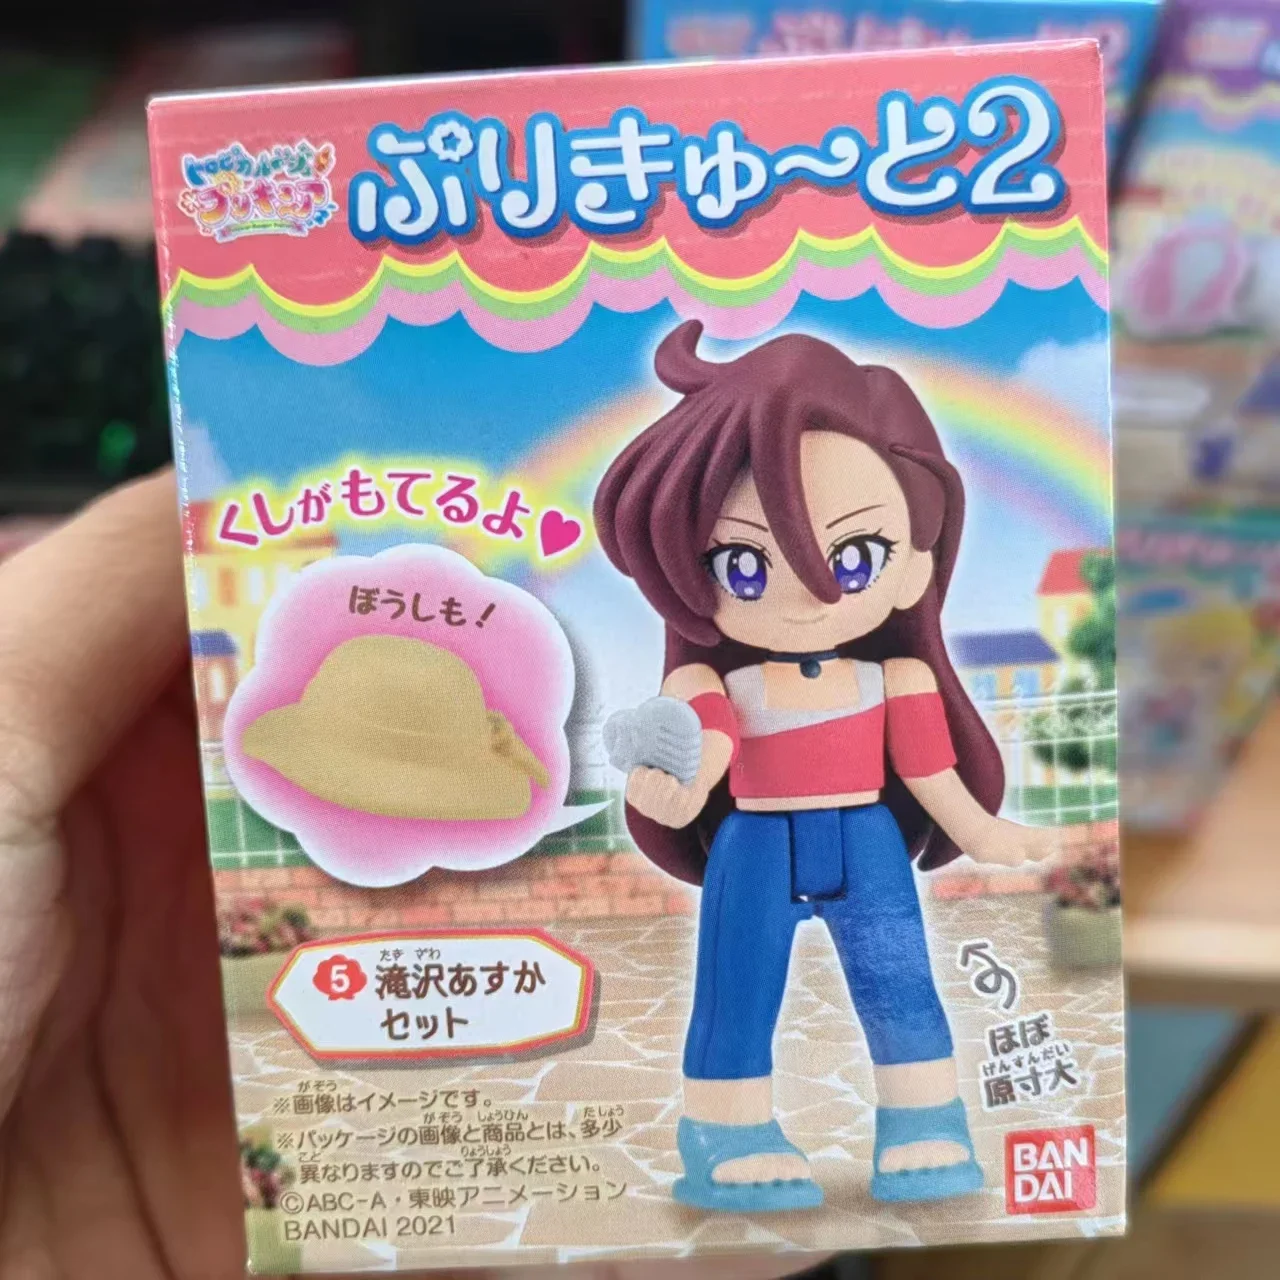 トロピカル～ジュ！
プリキュア
ぷりきゅ～と2
くしがもてるよ♥
ぼうしも！
たき ざわ
5 滝沢あすか
セット
ほぼ
げんすんだい
原寸大
がぞう
※画像はイメージです。
がぞう しょうひん たしょう
※パッケージの画像と商品とは、多少
こと りょうしょう
異なりますのでご了承ください。
©ABC-A・東映アニメーション
BANDAI 2021
BAN
DAI